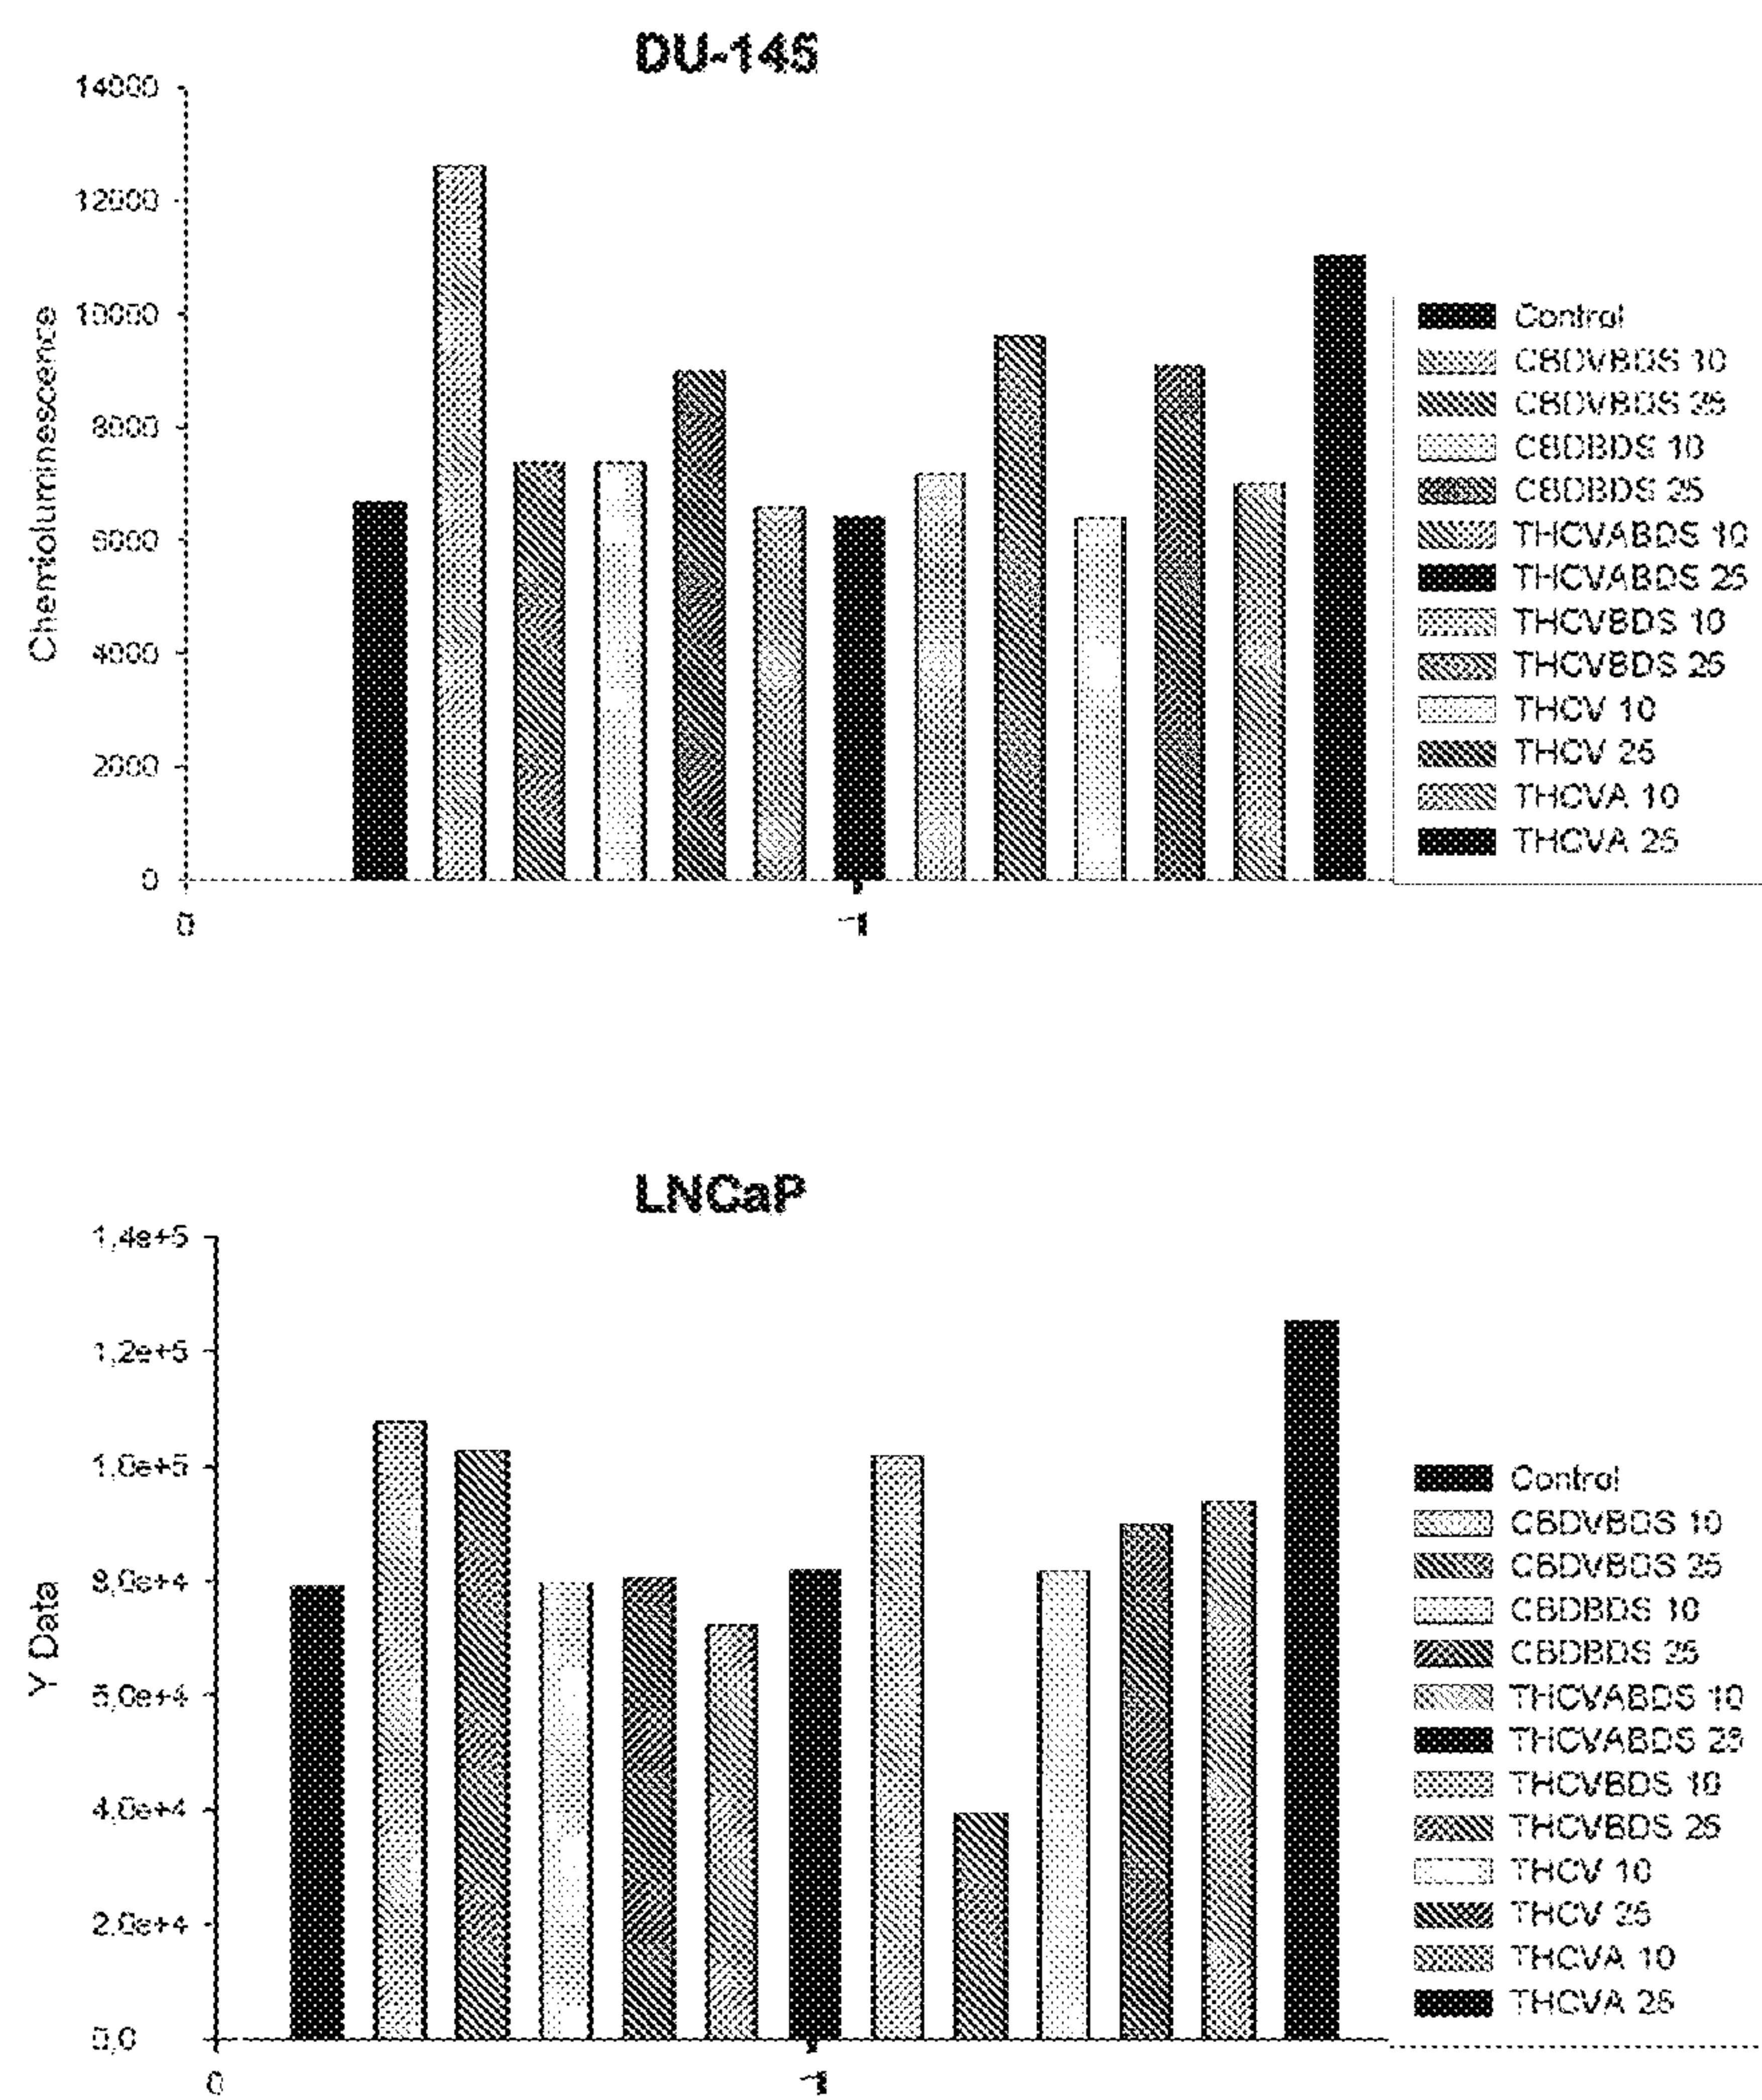 DU-145
14000
12000
10000
8000
6000
4000
2000
0
Chemioluminescence
0
1
Control
CBDVBDS 10
CBDVBDS 25
CBDBDS 10
CBDBDS 25
THCVABDS 10
THCVABDS 25
THCVBDS 10
THCVBDS 25
THCV 10
THCV 25
THCVA 10
THCVA 25
LNCaP
1,4e+5
1,2e+5
1,0e+5
8,0e+4
6,0e+4
4,0e+4
2,0e+4
0,0
Y Data
0
1
Control
CBDVBDS 10
CBDVBDS 25
CBDBDS 10
CBDBDS 25
THCVABDS 10
THCVABDS 25
THCVBDS 10
THCVBDS 25
THCV 10
THCV 25
THCVA 10
THCVA 25